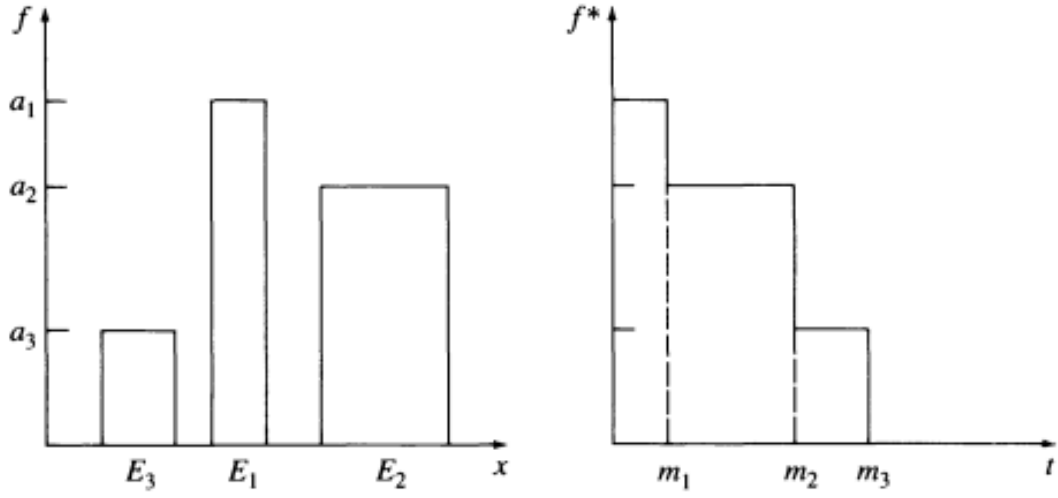 f
a₁
a₂
a₃
E₃ E₁ E₂ x
f*
m₁ m₂ m₃ t